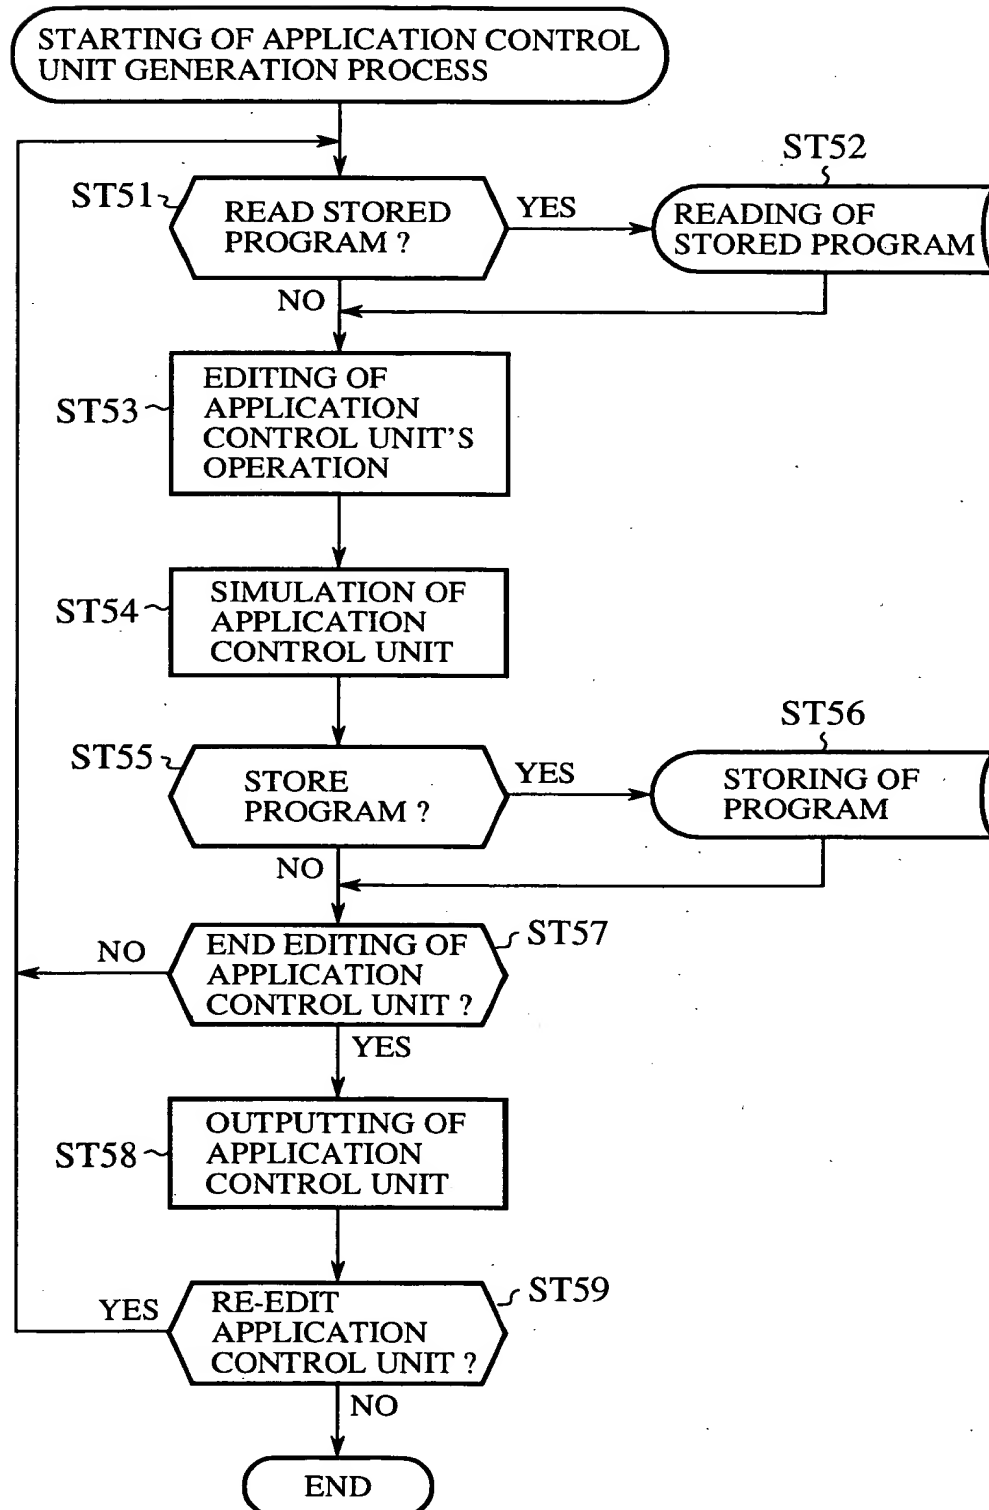 STARTING OF APPLICATION CONTROL
UNIT GENERATION PROCESS
ST51
READ STORED
PROGRAM ?
YES
ST52
READING OF
STORED PROGRAM
NO
ST53
EDITING OF
APPLICATION
CONTROL UNIT'S
OPERATION
ST54
SIMULATION OF
APPLICATION
CONTROL UNIT
ST55
STORE
PROGRAM ?
YES
ST56
STORING OF
PROGRAM
NO
ST57
END EDITING OF
APPLICATION
CONTROL UNIT ?
NO
YES
ST58
OUTPUTTING OF
APPLICATION
CONTROL UNIT
ST59
RE-EDIT
APPLICATION
CONTROL UNIT ?
YES
NO
END